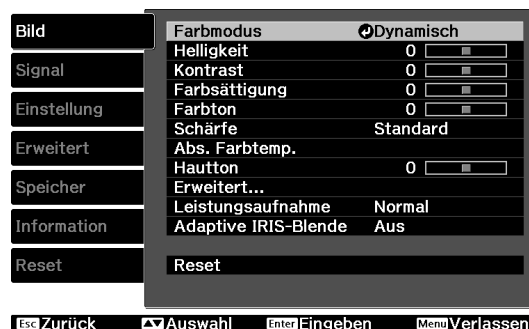 Bild
Signal
Einstellung
Erweitert
Speicher
Information
Reset
Farbmodus Dynamisch
Helligkeit 0
Kontrast 0
Farbsättigung 0
Farbton 0
Schärfe Standard
Abs. Farbtemp.
Hautton 0
Erweitert...
Leistungsaufnahme Normal
Adaptive IRIS-Blende Aus
Reset
Esc Zurück Auswahl Enter Eingeben Menu Verlassen